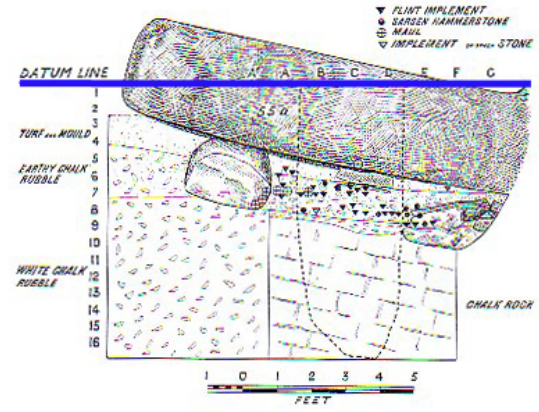 FLINT IMPLEMENT
SARSEN HAMMERSTONE
MAUL
IMPLEMENT STONE
DATUM LINE
A' A B C D E F G
1
2
3
4
5
6
7
8
9
10
11
12
13
14
15
16
55a
TURF AND MOULD
EARTHY CHALK
RUBBLE
WHITE CHALK
RUBBLE
CHALK ROCK
1 0 1 2 3 4 5
FEET